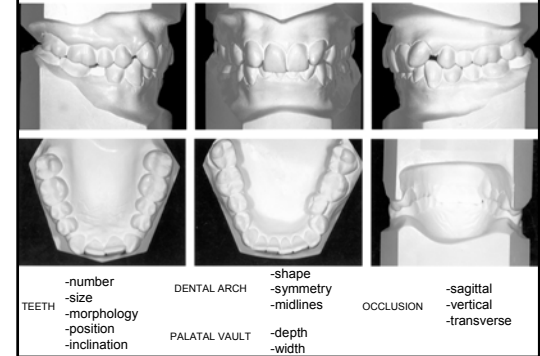 TEETH
-number
-size
-morphology
-position
-inclination
DENTAL ARCH
-shape
-symmetry
-midlines
PALATAL VAULT
-depth
-width
OCCLUSION
-sagittal
-vertical
-transverse